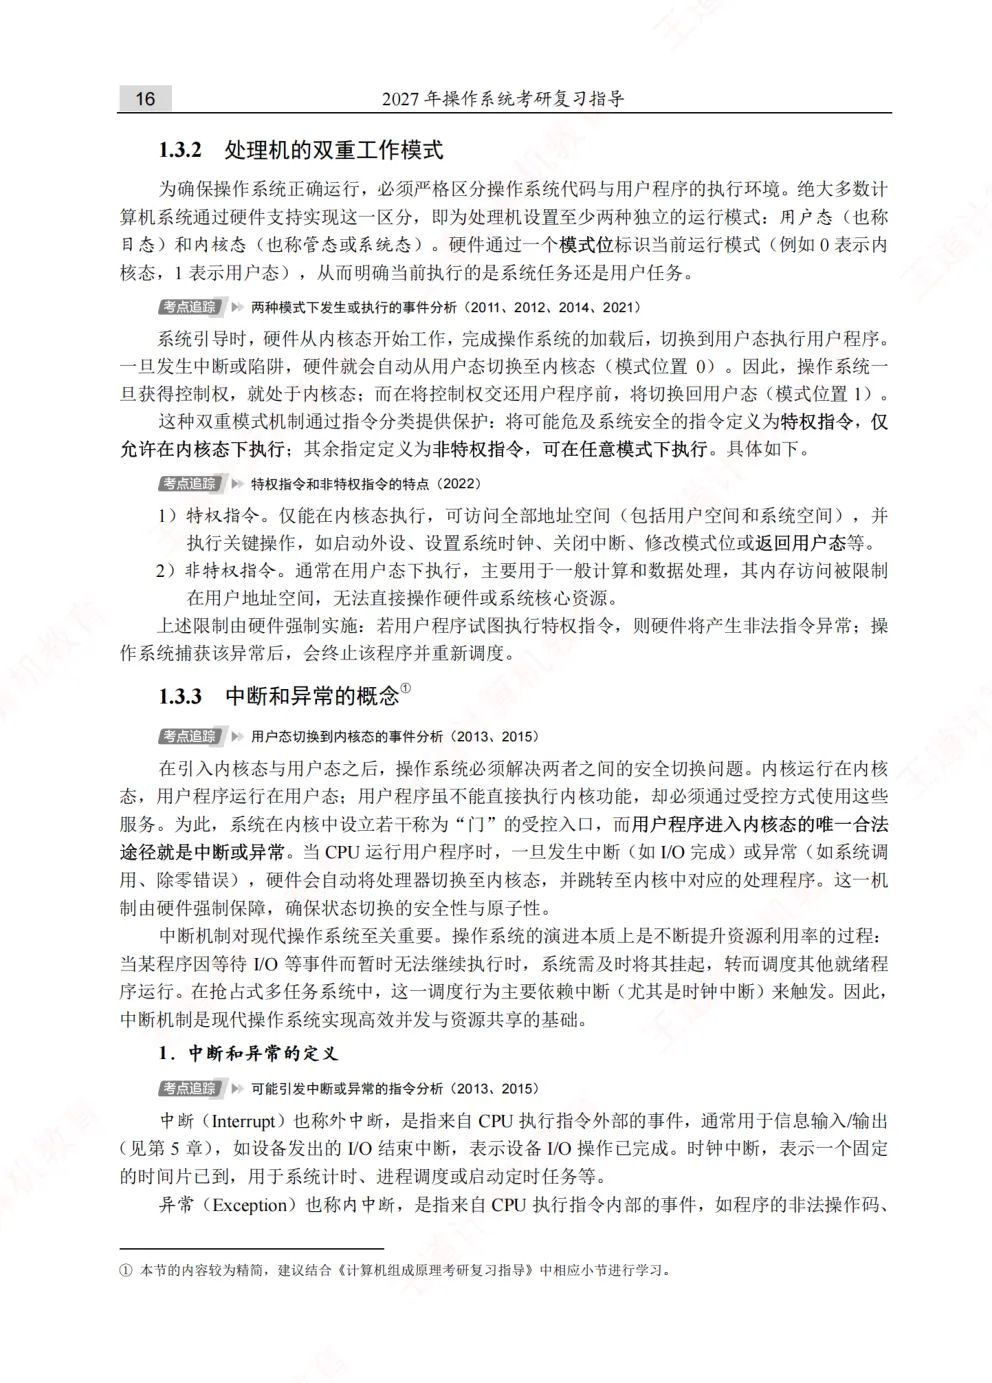 16
2027 年操作系统考研复习指导
1.3.2 处理机的双重工作模式
为确保操作系统正确运行，必须严格区分操作系统代码与用户程序的执行环境。绝大多数计
算机系统通过硬件支持实现这一区分，即为处理机设置至少两种独立的运行模式：用户态（也称
目态）和内核态（也称管态或系统态）。硬件通过一个模式位标识当前运行模式（例如 0 表示内
核态，1 表示用户态），从而明确当前执行的是系统任务还是用户任务。
考点追踪 两种模式下发生或执行的事件分析（2011、2012、2014、2021）
系统引导时，硬件从内核态开始工作，完成操作系统的加载后，切换到用户态执行用户程序。
一旦发生中断或陷阱，硬件就会自动从用户态切换至内核态（模式位置 0）。因此，操作系统一
旦获得控制权，就处于内核态；而在将控制权交还用户程序前，将切换回用户态（模式位置 1）。
这种双重模式机制通过指令分类提供保护：将可能危及系统安全的指令定义为特权指令，仅
允许在内核态下执行；其余指定定义为非特权指令，可在任意模式下执行。具体如下。
考点追踪 特权指令和非特权指令的特点（2022）
1）特权指令。仅能在内核态执行，可访问全部地址空间（包括用户空间和系统空间），并
执行关键操作，如启动外设、设置系统时钟、关闭中断、修改模式位或返回用户态等。
2）非特权指令。通常在用户态下执行，主要用于一般计算和数据处理，其内存访问被限制
在用户地址空间，无法直接操作硬件或系统核心资源。
上述限制由硬件强制实施：若用户程序试图执行特权指令，则硬件将产生非法指令异常；操
作系统捕获该异常后，会终止该程序并重新调度。
1.3.3 中断和异常的概念①
考点追踪 用户态切换到内核态的事件分析（2013、2015）
在引入内核态与用户态之后，操作系统必须解决两者之间的安全切换问题。内核运行在内核
态，用户程序运行在用户态；用户程序虽不能直接执行内核功能，却必须通过受控方式使用这些
服务。为此，系统在内核中设立若干称为“门”的受控入口，而用户程序进入内核态的唯一合法
途径就是中断或异常。当 CPU 运行用户程序时，一旦发生中断（如 I/O 完成）或异常（如系统调
用、除零错误），硬件会自动将处理器切换至内核态，并跳转至内核中对应的处理程序。这一机
制由硬件强制保障，确保状态切换的安全性与原子性。
中断机制对现代操作系统至关重要。操作系统的演进本质上是不断提升资源利用率的过程：
当某程序因等待 I/O 等事件而暂时无法继续执行时，系统需及时将其挂起，转而调度其他就绪程
序运行。在抢占式多任务系统中，这一调度行为主要依赖中断（尤其是时钟中断）来触发。因此，
中断机制是现代操作系统实现高效并发与资源共享的基础。
1．中断和异常的定义
考点追踪 可能引发中断或异常的指令分析（2013、2015）
中断（Interrupt）也称外中断，是指来自 CPU 执行指令外部的事件，通常用于信息输入/输出
（见第 5 章），如设备发出的 I/O 结束中断，表示设备 I/O 操作已完成。时钟中断，表示一个固定
的时间片已到，用于系统计时、进程调度或启动定时任务等。
异常（Exception）也称内中断，是指来自 CPU 执行指令内部的事件，如程序的非法操作码、
① 本节的内容较为精简，建议结合《计算机组成原理考研复习指导》中相应小节进行学习。